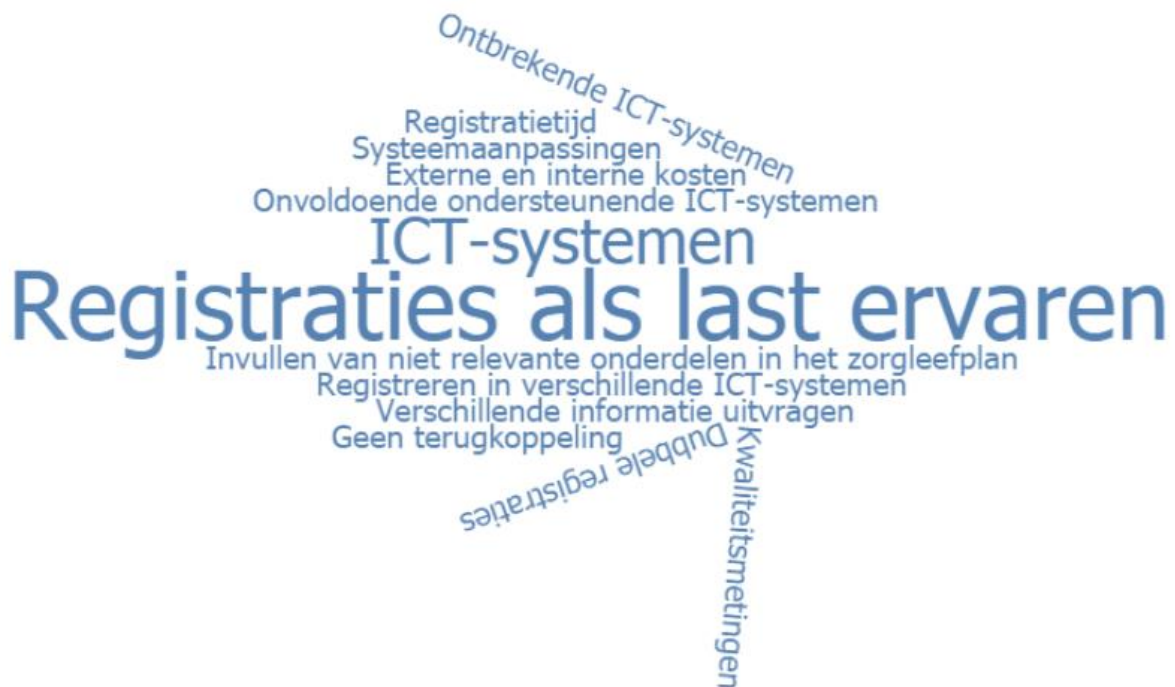 Ontbrekende ICT-systemen
Registratietijd
Systeemaanpassingen
Externe en interne kosten
Onvoldoende ondersteunende ICT-systemen
ICT-systemen
Registraties als last ervaren
Invullen van niet relevante onderdelen in het zorgleefplan
Registreren in verschillende ICT-systemen
Verschillende informatie uitvragen
Geen terugkoppeling
Dubbele registraties
Kwaliteitsmetingen